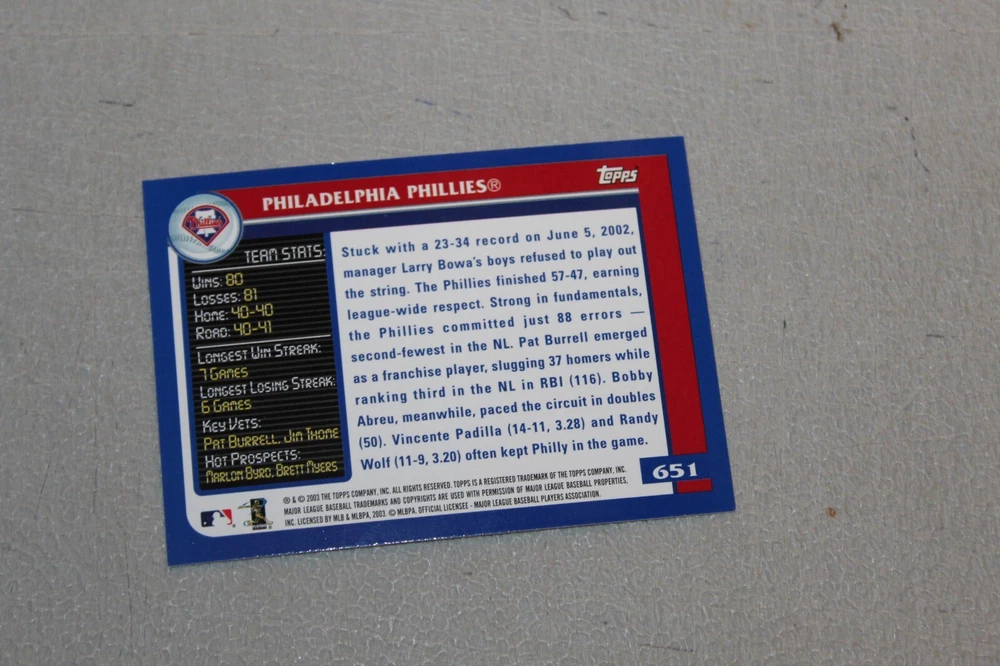 PHILADELPHIA PHILLIES®
Topps
Phillies
TEAM STATS:
WINS: 80
LOSSES: 81
HOME: 40-40
ROAD: 40-41
LONGEST WIN STREAK:
7 GAMES
LONGEST LOSING STREAK:
6 GAMES
KEY VETS:
PAT BURRELL, JIM THOME
HOT PROSPECTS:
MARLON BYRD, BRETT MYERS
Stuck with a 23-34 record on June 5, 2002,
manager Larry Bowa's boys refused to play out
the string. The Phillies finished 57-47, earning
league-wide respect. Strong in fundamentals,
the Phillies committed just 88 errors —
second-fewest in the NL. Pat Burrell emerged
as a franchise player, slugging 37 homers while
ranking third in the NL in RBI (116). Bobby
Abreu, meanwhile, paced the circuit in doubles
(50). Vincente Padilla (14-11, 3.28) and Randy
Wolf (11-9, 3.20) often kept Philly in the game.
651
® & © 2003 THE TOPPS COMPANY, INC. ALL RIGHTS RESERVED. TOPPS IS A REGISTERED TRADEMARK OF THE TOPPS COMPANY, INC.
MAJOR LEAGUE BASEBALL TRADEMARKS AND COPYRIGHTS ARE USED WITH PERMISSION OF MAJOR LEAGUE BASEBALL PROPERTIES,
INC. LICENSED BY MLB & MLBPA, 2003. © MLBPA. OFFICIAL LICENSEE - MAJOR LEAGUE BASEBALL PLAYERS ASSOCIATION.